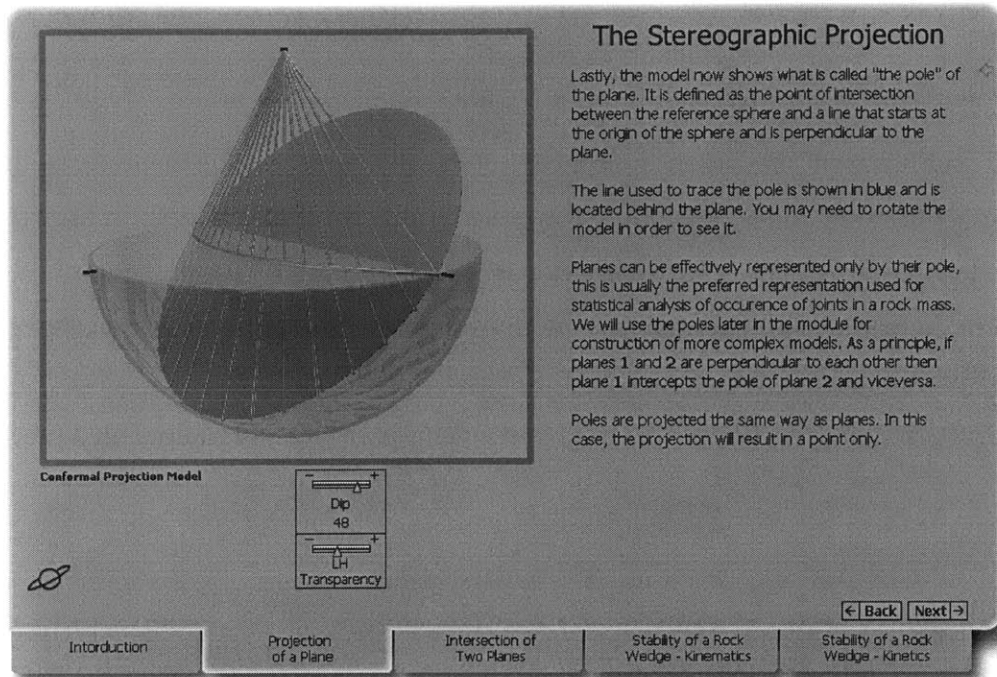 The Stereographic Projection
Lastly, the model now shows what is called "the pole" of
the plane. It is defined as the point of intersection
between the reference sphere and a line that starts at
the origin of the sphere and is perpendicular to the
plane.
The line used to trace the pole is shown in blue and is
located behind the plane. You may need to rotate the
model in order to see it.
Planes can be effectively represented only by their pole,
this is usually the preferred representation used for
statistical analysis of occurence of joints in a rock mass.
We will use the poles later in the module for
construction of more complex models. As a principle, if
planes 1 and 2 are perpendicular to each other then
plane 1 intercepts the pole of plane 2 and viceversa.
Poles are projected the same way as planes. In this
case, the projection will result in a point only.
Confermal Projection Model
- +
Dip
48
- +
LH
Transparency
← Back Next →
Intorduction
Projection
of a Plane
Intersection of
Two Planes
Stability of a Rock
Wedge - Kinematics
Stability of a Rock
Wedge - Kinetics